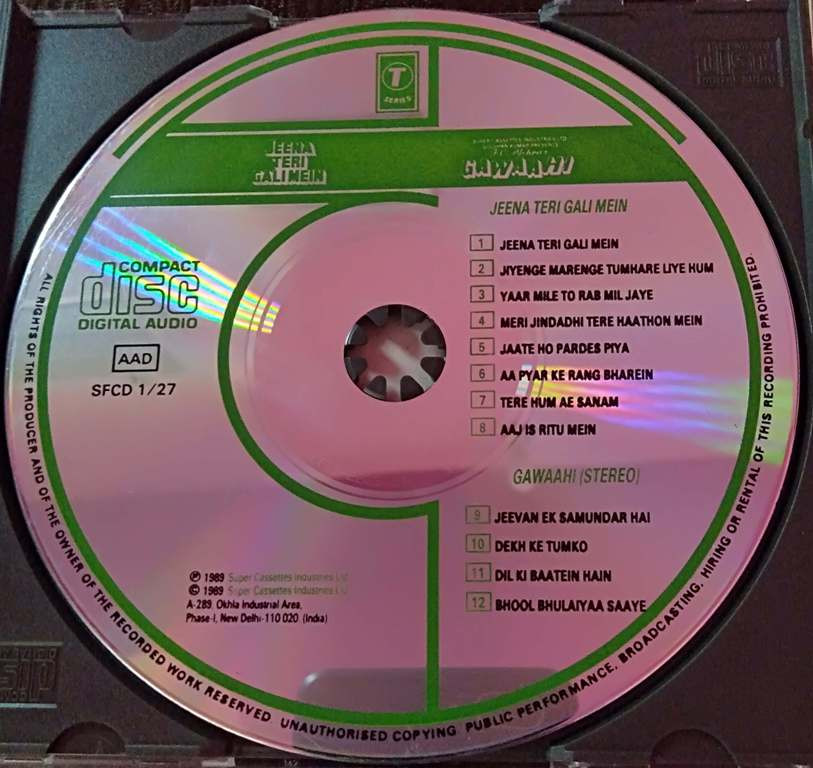 T
SERIES
JEENA
TERI
GALI MEIN
SUPER CASSETTES INDUSTRIES LTD
GAWAAHI
JEENA TERI GALI MEIN
1 JEENA TERI GALI MEIN
2 JIYENGE MARENGE TUMHARE LIYE HUM
3 YAAR MILE TO RAB MIL JAYE
4 MERI JINDADHI TERE HAATHON MEIN
5 JAATE HO PARDES PIYA
6 AA PYAR KE RANG BHAREIN
7 TERE HUM AE SANAM
8 AAJ IS RITU MEIN
GAWAAHI (STEREO)
9 JEEVAN EK SAMUNDAR HAI
10 DEKH KE TUMKO
11 DIL KI BAATEIN HAIN
12 BHOOL BHULAIYAA SAAYE
COMPACT
disc
DIGITAL AUDIO
AAD
SFCD 1/27
℗ 1989 Super Cassettes Industries Ltd
© 1989 Super Cassettes Industries Ltd
A-289, Okhla Industrial Area,
Phase-I, New Delhi-110 020. (India)
ALL RIGHTS OF THE PRODUCER AND OF THE OWNER OF THE RECORDED WORK RESERVED. UNAUTHORISED COPYING, PUBLIC PERFORMANCE, BROADCASTING, HIRING OR RENTAL OF THIS RECORDING PROHIBITED.